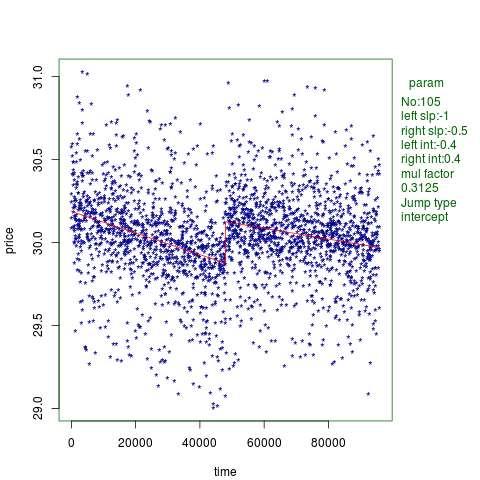 31.0
30.5
30.0
29.5
29.0
price
0
20000
40000
60000
80000
time
param
No:105
left slp:-1
right slp:-0.5
left int:-0.4
right int:0.4
mul factor
0.3125
Jump type
intercept